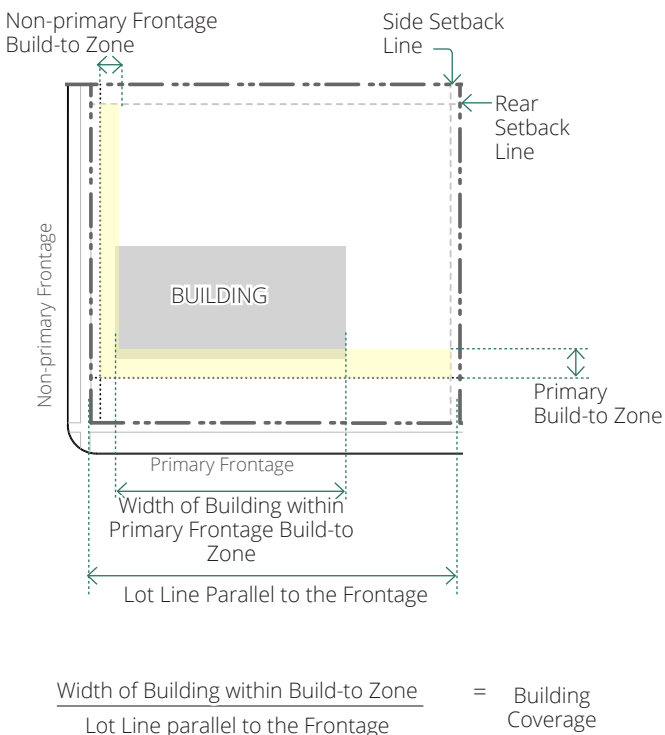 Non-primary Frontage
Build-to Zone
Side Setback
Line
Rear
Setback
Line
Non-primary Frontage
BUILDING
Primary
Build-to Zone
Primary Frontage
Width of Building within
Primary Frontage Build-to
Zone
Lot Line Parallel to the Frontage
Width of Building within Build-to Zone
Lot Line parallel to the Frontage
= Building
Coverage